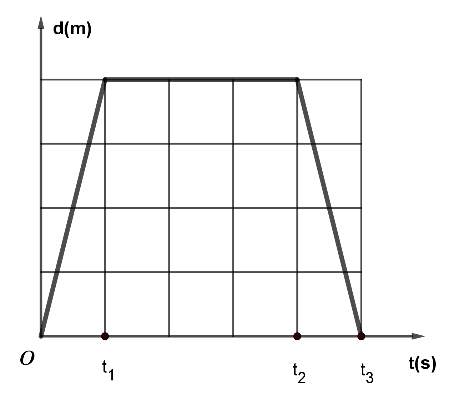 d(m)
O
t₁
t₂
t₃
t(s)